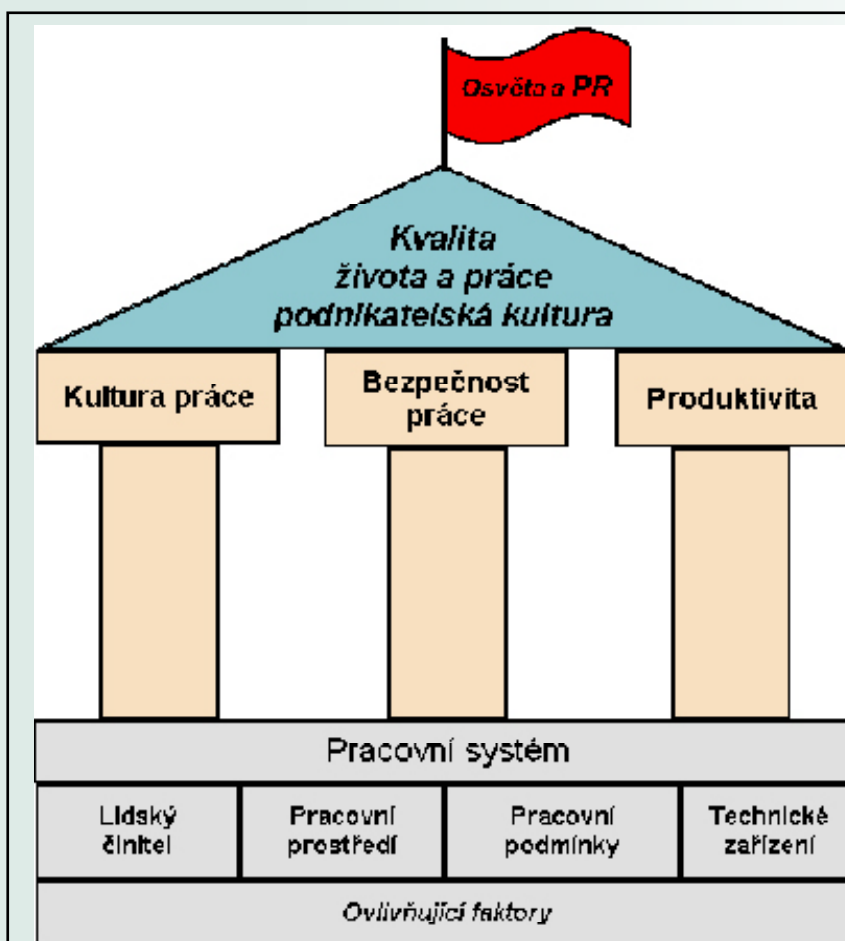 Osvěta a PR
Kvalita
života a práce
podnikatelská kultura
Kultura práce
Bezpečnost
práce
Produktivita
Pracovní systém
Lidský
činitel
Pracovní
prostředí
Pracovní
podmínky
Technické
zařízení
Ovlivňující faktory